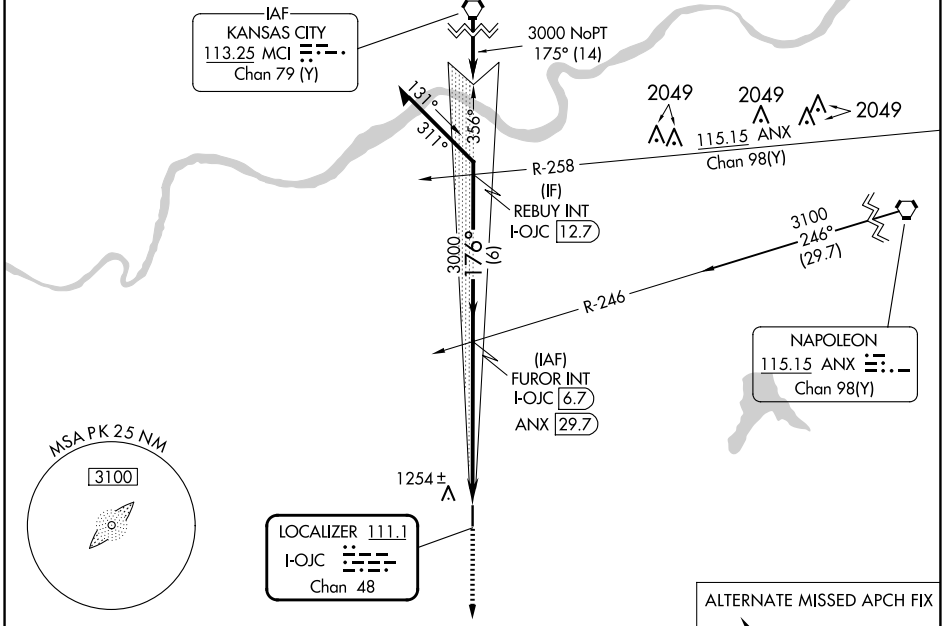 IAF
KANSAS CITY
113.25 MCI
Chan 79 (Y)
3000 NoPT
175° (14)
131°
311°
356°
2049
2049
2049
115.15 ANX
Chan 98(Y)
R-258
(IF)
REBUY INT
I-OJC 12.7
3000
176°
(6)
3100
246°
(29.7)
R-246
(IAF)
FUROR INT
I-OJC 6.7
ANX 29.7
NAPOLEON
115.15 ANX
Chan 98(Y)
MSA PK 25 NM
3100
1254 ±
LOCALIZER 111.1
I-OJC
Chan 48
ALTERNATE MISSED APCH FIX